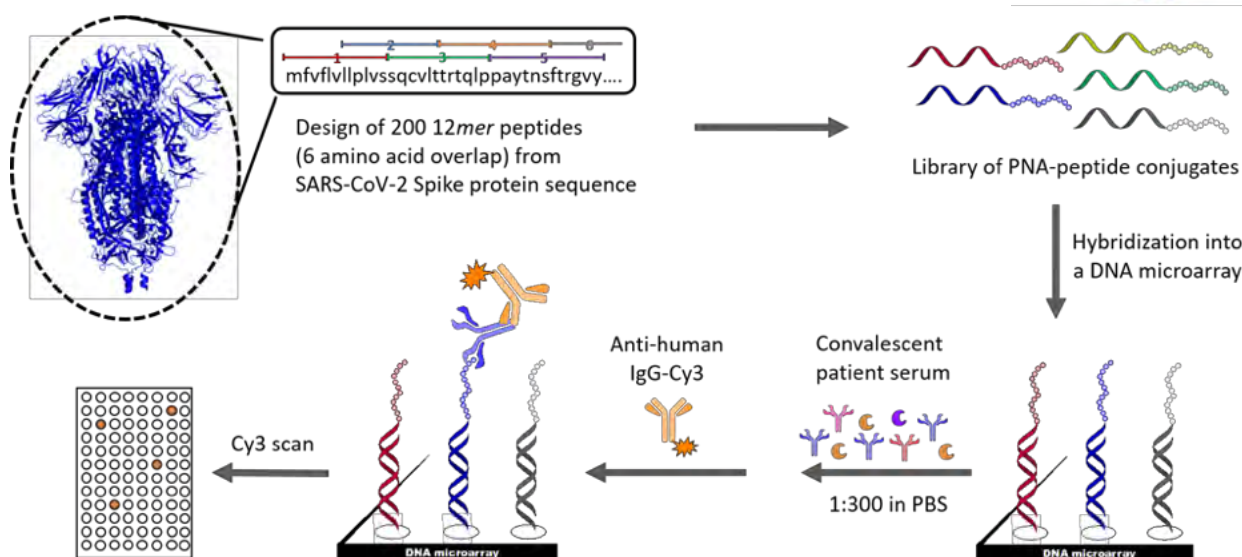 2 4 6
1 3 5
mfvflvllplvssqcvltttrtqlppaytnsftrgvy....
Design of 200 12mer peptides
(6 amino acid overlap) from
SARS-CoV-2 Spike protein sequence
Library of PNA-peptide conjugates
Hybridization into
a DNA microarray
Convalescent
patient serum
1:300 in PBS
Anti-human
IgG-Cy3
Cy3 scan
DNA microarray
DNA microarray